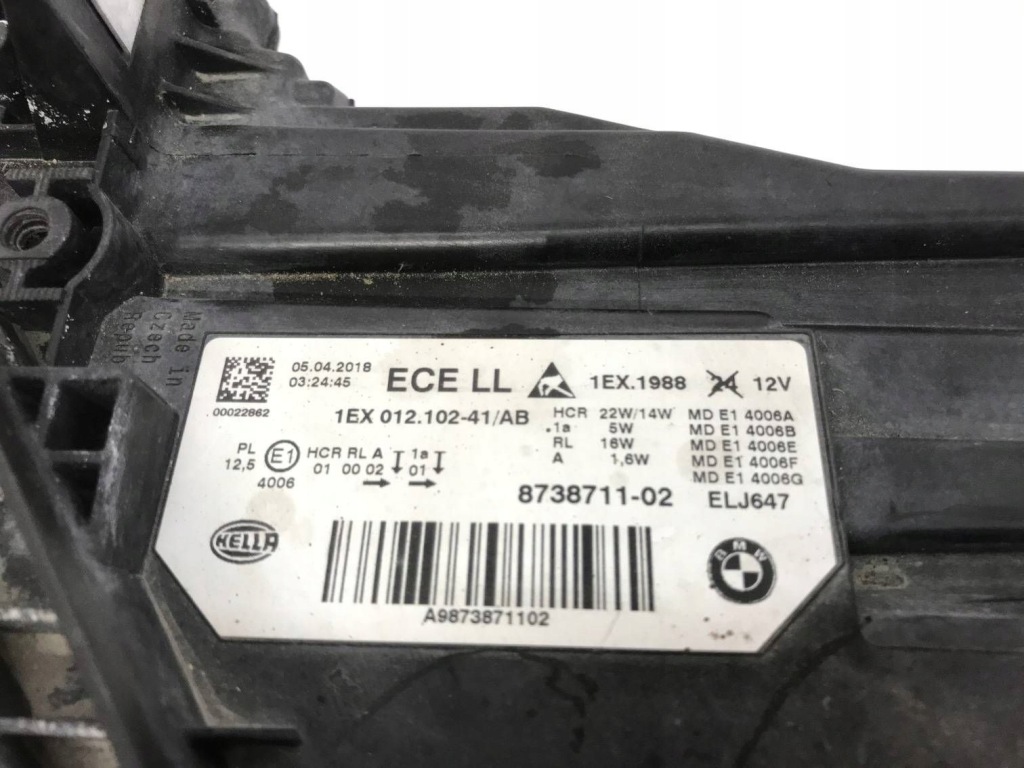 Made in
Czech
Repub
05.04.2018
03:24:45
00022862
ECE LL
1EX.1988 24 12V
1EX 012.102-41/AB
HCR 22W/14W MD E1 4006A
.1a 5W MD E1 4006B
RL 16W MD E1 4006E
A 1,6W MD E1 4006F
MD E1 4006G
PL
12,5
E1
4006
HCR RL A 1a
01 00 02 01
8738711-02 ELJ647
HELLA
A9873871102
BMW